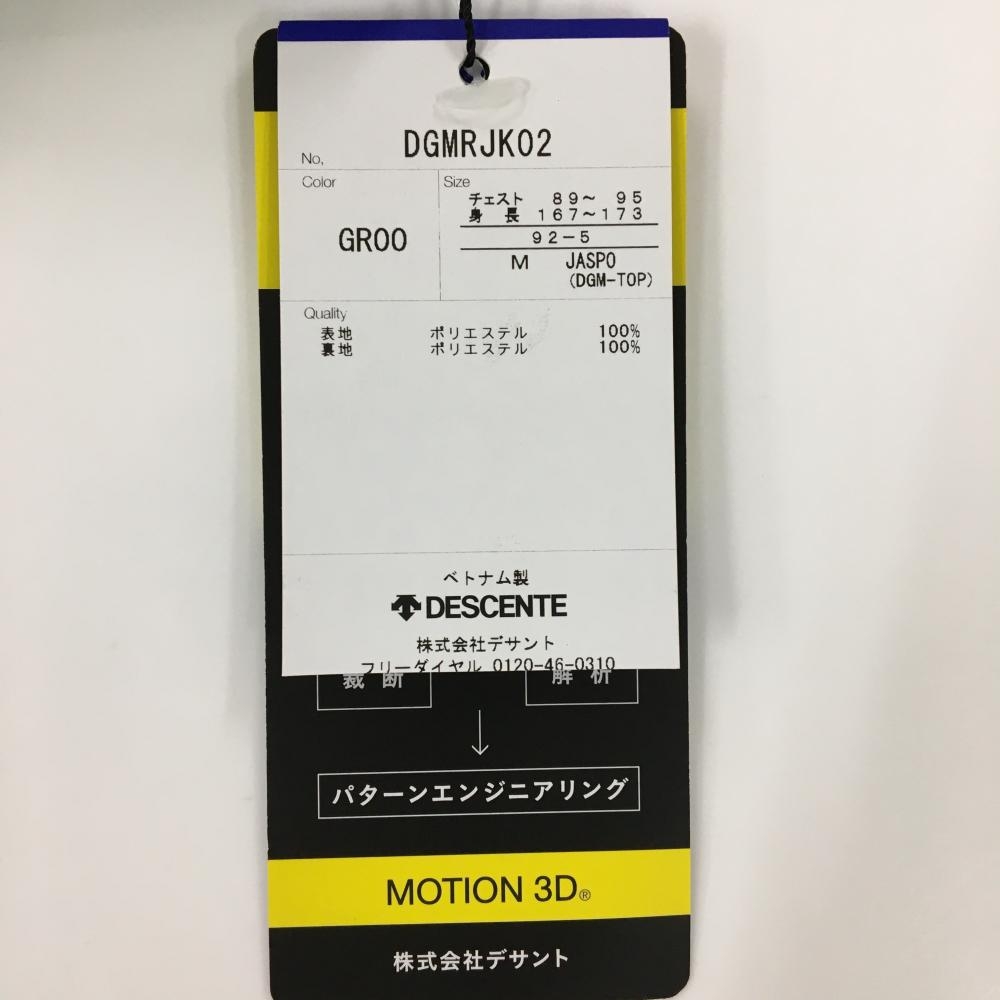 No, DGMRJK02
Color
GR00
Size
チェスト 89～ 95
身 長 167～173
92-5
M JASPO
(DGM-TOP)
Quality
表地 ポリエステル 100%
裏地 ポリエステル 100%
ベトナム製
DESCENTE
株式会社デサント
フリーダイヤル 0120-46-0310
裁 断 解 析
パターンエンジニアリング
MOTION 3D®
株式会社デサント